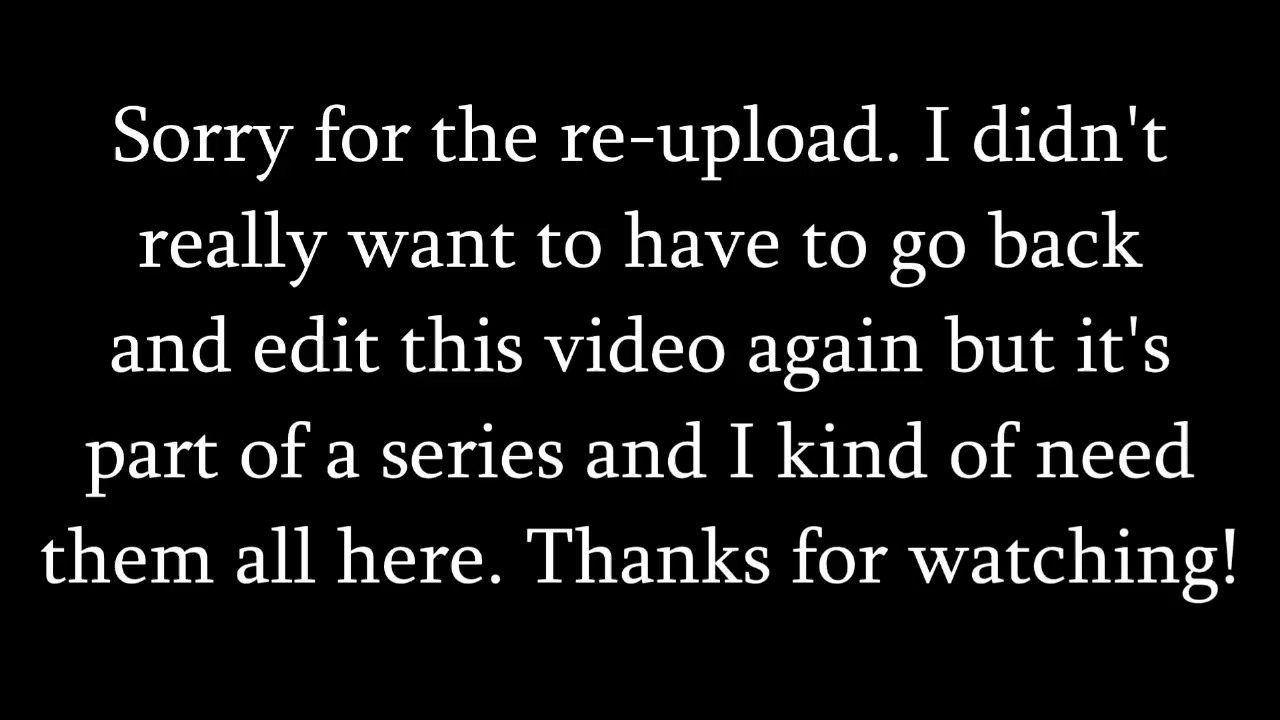 Sorry for the re-upload. I didn't
really want to have to go back
and edit this video again but it's
part of a series and I kind of need
them all here. Thanks for watching!